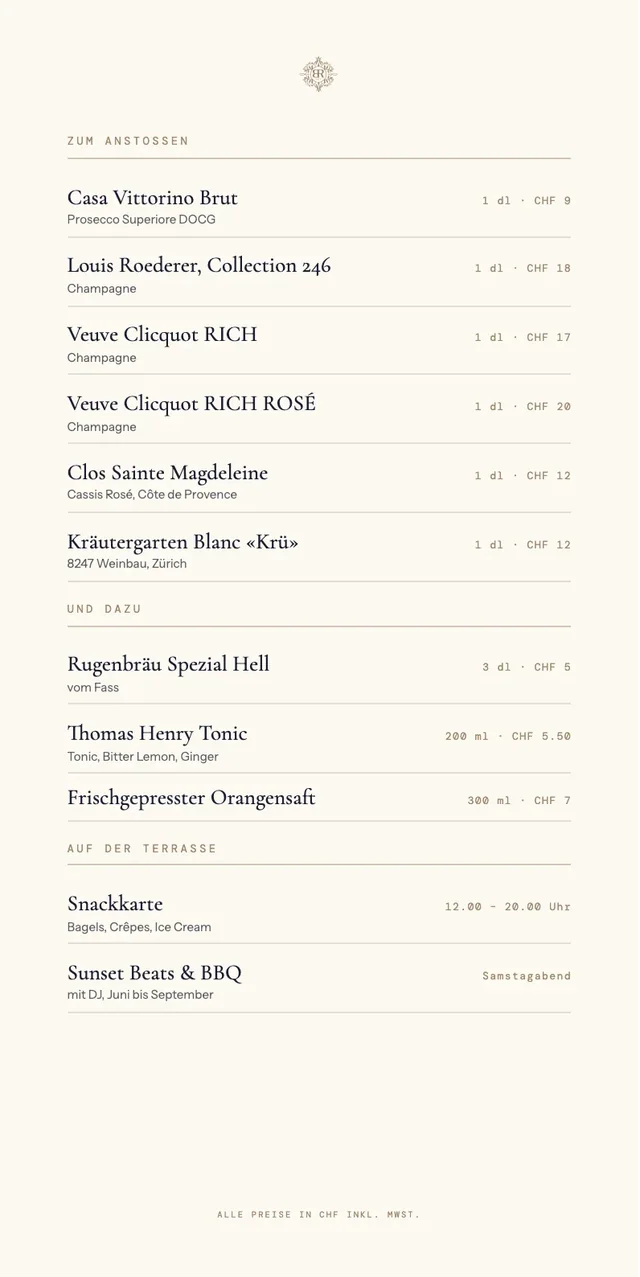 ZUM ANSTOSSEN
Casa Vittorino Brut
1 dl · CHF 9
Prosecco Superiore DOCG
Louis Roederer, Collection 246
1 dl · CHF 18
Champagne
Veuve Clicquot RICH
1 dl · CHF 17
Champagne
Veuve Clicquot RICH ROSÉ
1 dl · CHF 20
Champagne
Clos Sainte Magdeleine
1 dl · CHF 12
Cassis Rosé, Côte de Provence
Kräutergarten Blanc «Krü»
1 dl · CHF 12
8247 Weinbau, Zürich
UND DAZU
Rugenbräu Spezial Hell
3 dl · CHF 5
vom Fass
Thomas Henry Tonic
200 ml · CHF 5.50
Tonic, Bitter Lemon, Ginger
Frischgepresster Orangensaft
300 ml · CHF 7
AUF DER TERRASSE
Snackkarte
12.00 – 20.00 Uhr
Bagels, Crêpes, Ice Cream
Sunset Beats & BBQ
Samstagabend
mit DJ, Juni bis September
ALLE PREISE IN CHF INKL. MWST.